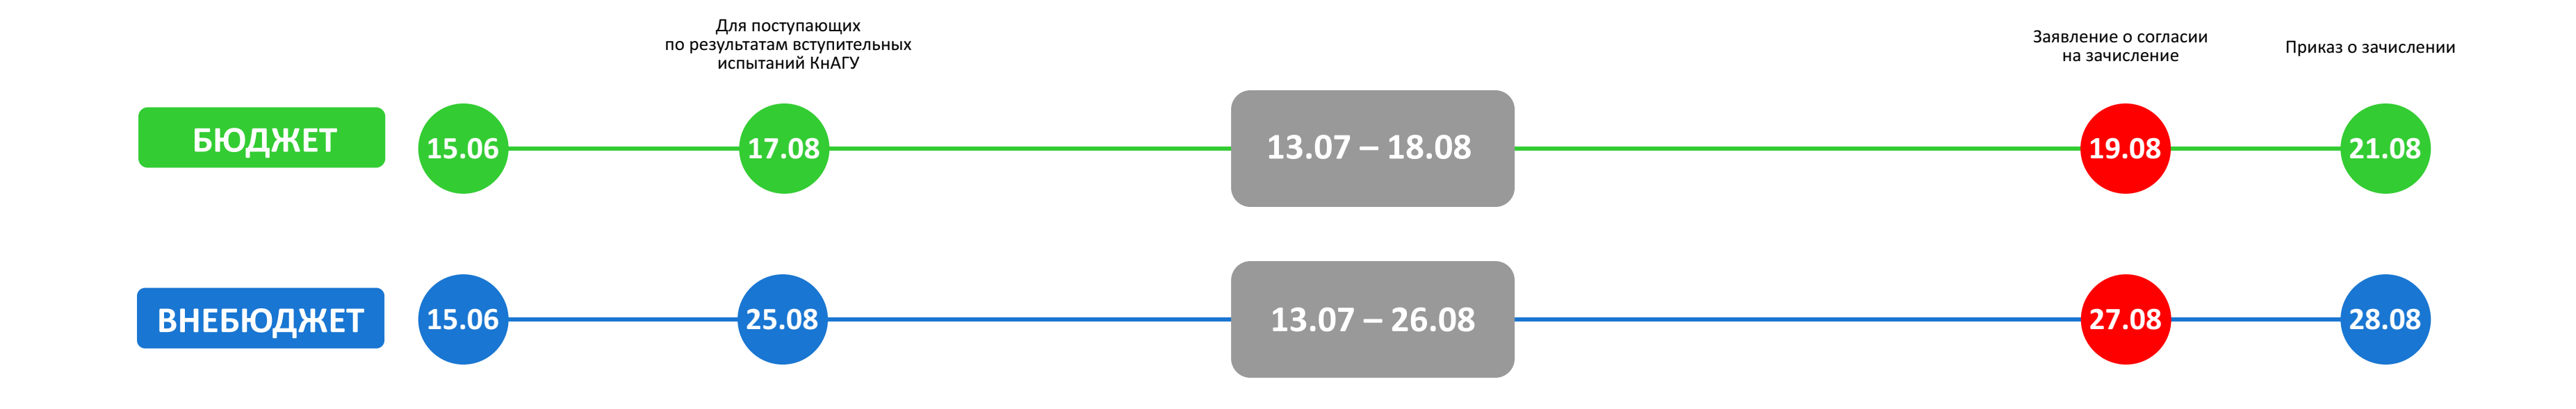 Для поступающих
по результатам вступительных
испытаний КнАГУ
Заявление о согласии
на зачисление
Приказ о зачислении
БЮДЖЕТ
15.06
17.08
13.07 – 18.08
19.08
21.08
ВНЕБЮДЖЕТ
15.06
25.08
13.07 – 26.08
27.08
28.08